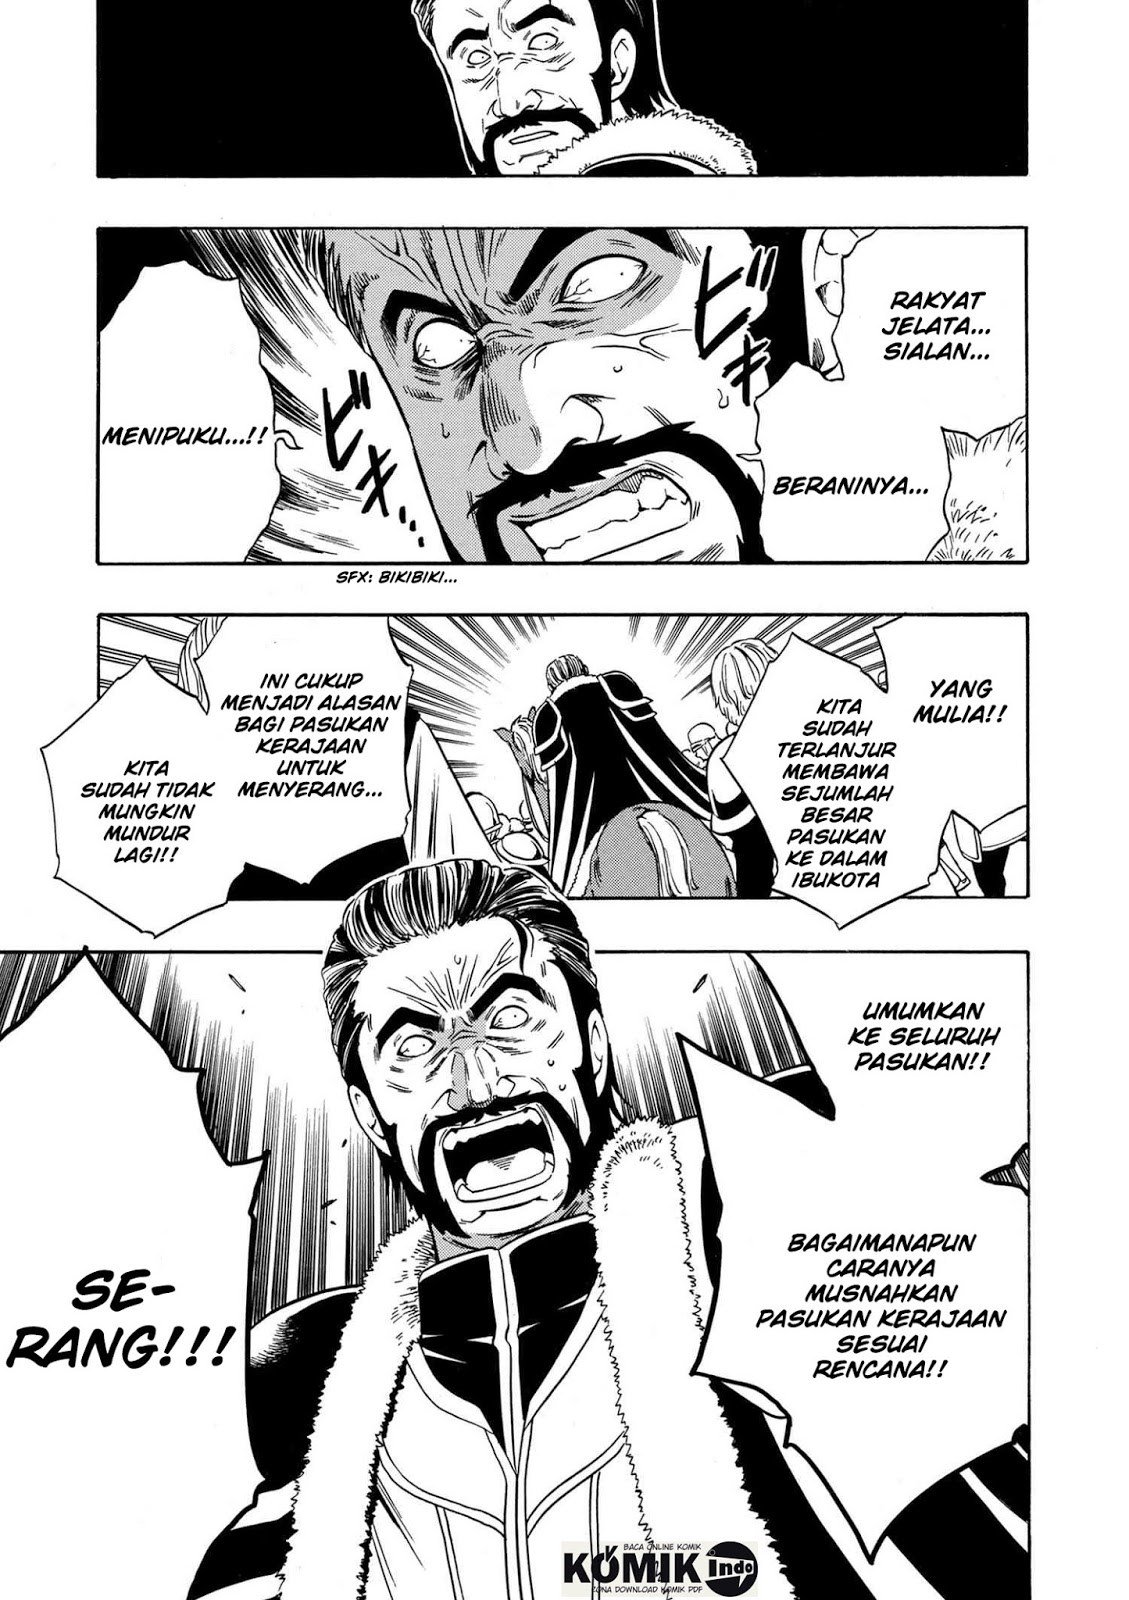 RAKYAT
JELATA...
SIALAN...
BERANINYA...
ビキ
ビキ...
MENIPUKU...!!
SFX: BIKIBIKI...
YANG
MULIA!!
KITA
SUDAH
TERLANJUR
MEMBAWA
SEJUMLAH
BESAR
PASUKAN
KE DALAM
IBUKOTA
INI CUKUP
MENJADI ALASAN
BAGI PASUKAN
KERAJAAN
UNTUK
MENYERANG...
KITA
SUDAH TIDAK
MUNGKIN
MUNDUR
LAGI!!
UMUMKAN
KE SELURUH
PASUKAN!!
BAGAIMANAPUN
CARANYA
MUSNAHKAN
PASUKAN KERAJAAN
SESUAI
RENCANA!!
SE-
RANG!!!
BACA ONLINE KOMIK
KOMIK indo
ZONA DOWNLOAD KOMIK PDF